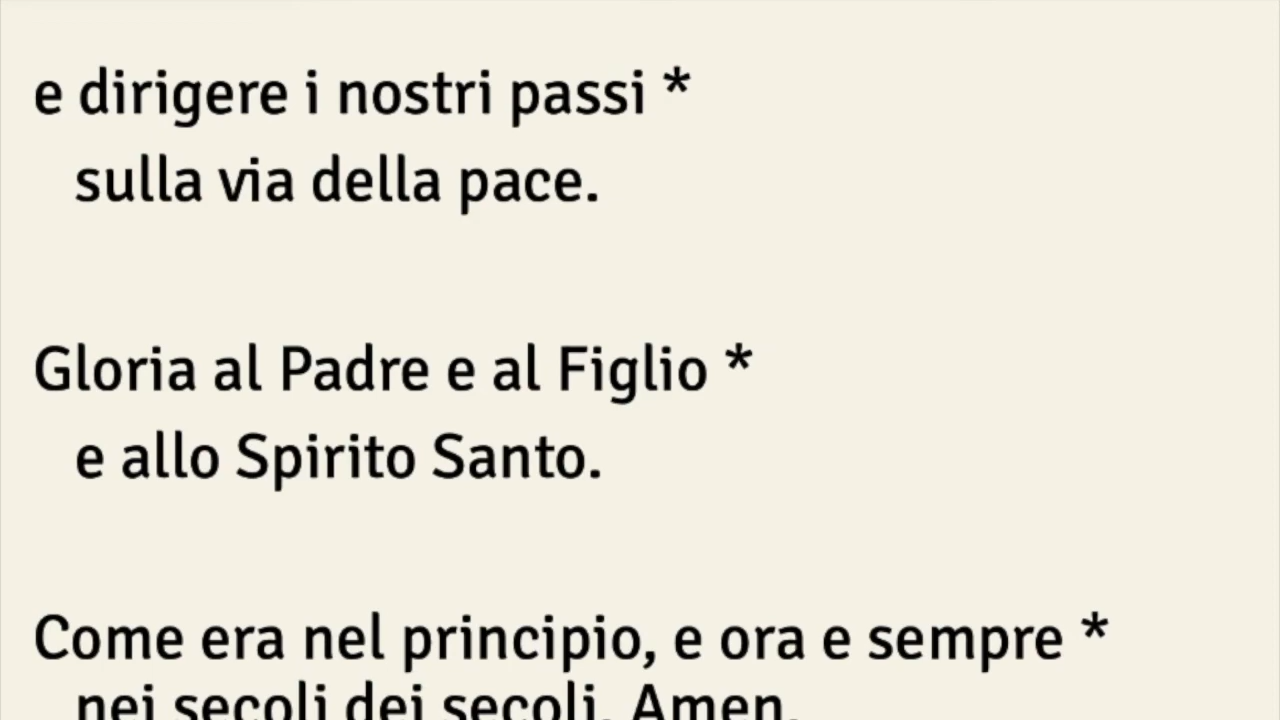 e dirigere i nostri passi *
sulla via della pace.
Gloria al Padre e al Figlio *
e allo Spirito Santo.
Come era nel principio, e ora e sempre *
nei secoli dei secoli. Amen.